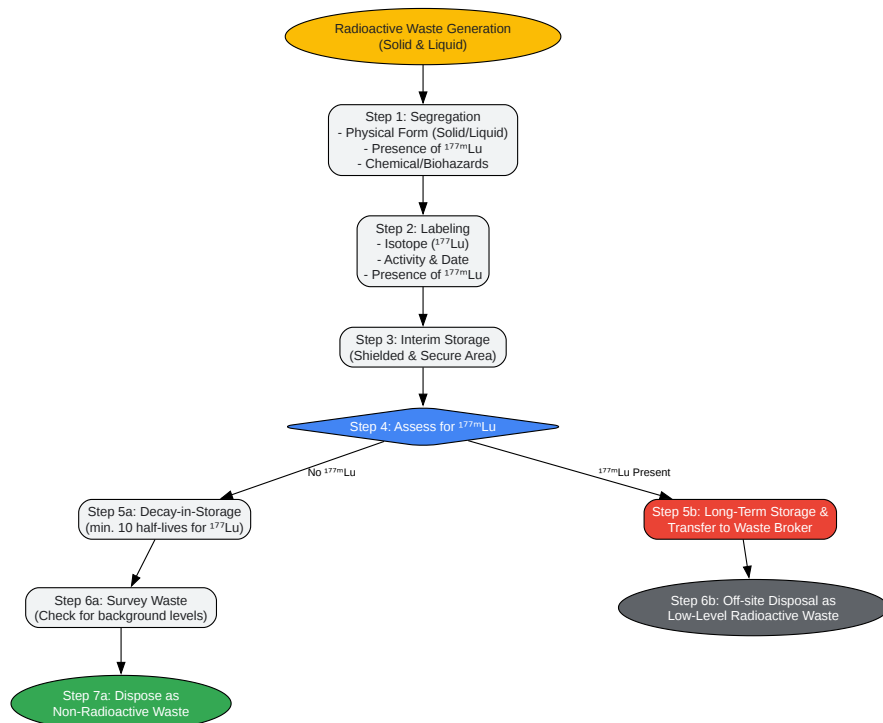 Radioactive Waste Generation
(Solid & Liquid)
Step 1: Segregation
- Physical Form (Solid/Liquid)
- Presence of ¹⁷⁷ᵐLu
- Chemical/Biohazards
Step 2: Labeling
- Isotope (¹⁷⁷Lu)
- Activity & Date
- Presence of ¹⁷⁷ᵐLu
Step 3: Interim Storage
(Shielded & Secure Area)
Step 4: Assess for ¹⁷⁷ᵐLu
No ¹⁷⁷ᵐLu
¹⁷⁷ᵐLu Present
Step 5a: Decay-in-Storage
(min. 10 half-lives for ¹⁷⁷Lu)
Step 5b: Long-Term Storage &
Transfer to Waste Broker
Step 6a: Survey Waste
(Check for background levels)
Step 6b: Off-site Disposal as
Low-Level Radioactive Waste
Step 7a: Dispose as
Non-Radioactive Waste